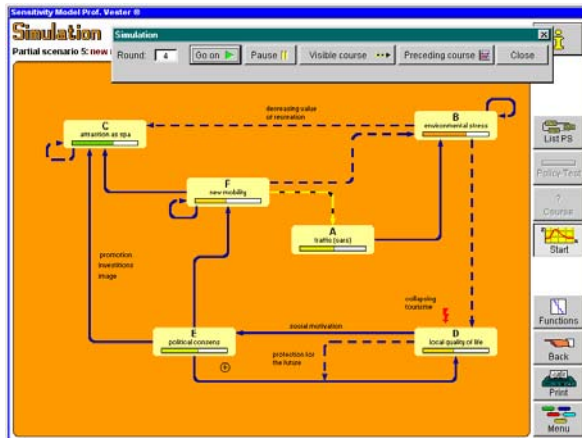 Sensitivity Model Prof. Vester ®
Simulation
Partial scenario 5: new
Simulation
Round: 4
Go on
Pause
Visible course
Preceding course
Close
List PS
Policy-Test
?
Course
Start
Functions
Back
Print
Menu
decreasing value
of recreation
C
attraction as spa
B
environmental stress
F
new mobility
A
traffic (cars)
promotion
investitions
image
collapsing
tourisme
E
political consens
social motivation
D
local quality of life
protection for
the future